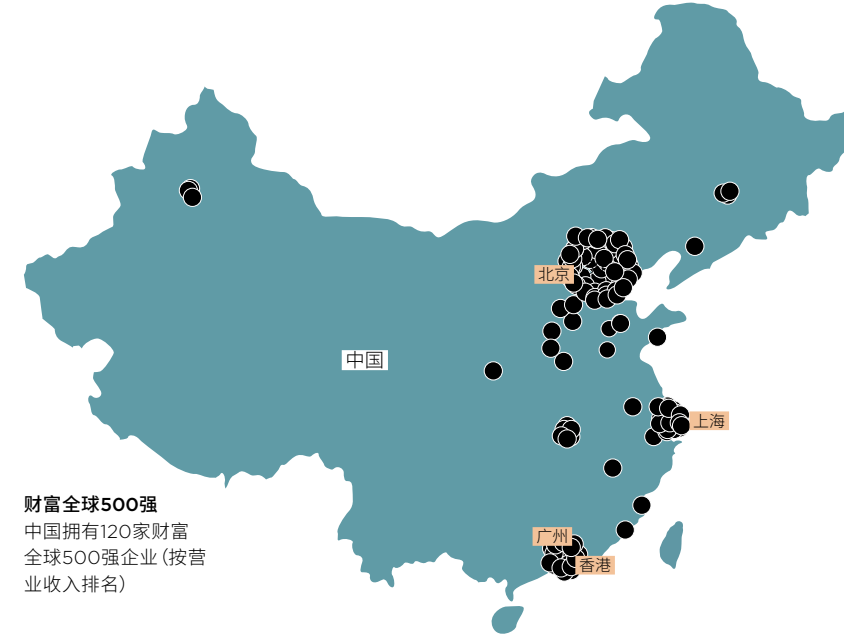 北京
中国
上海
财富全球500强
中国拥有120家财富
全球500强企业（按营
业收入排名）
广州
香港